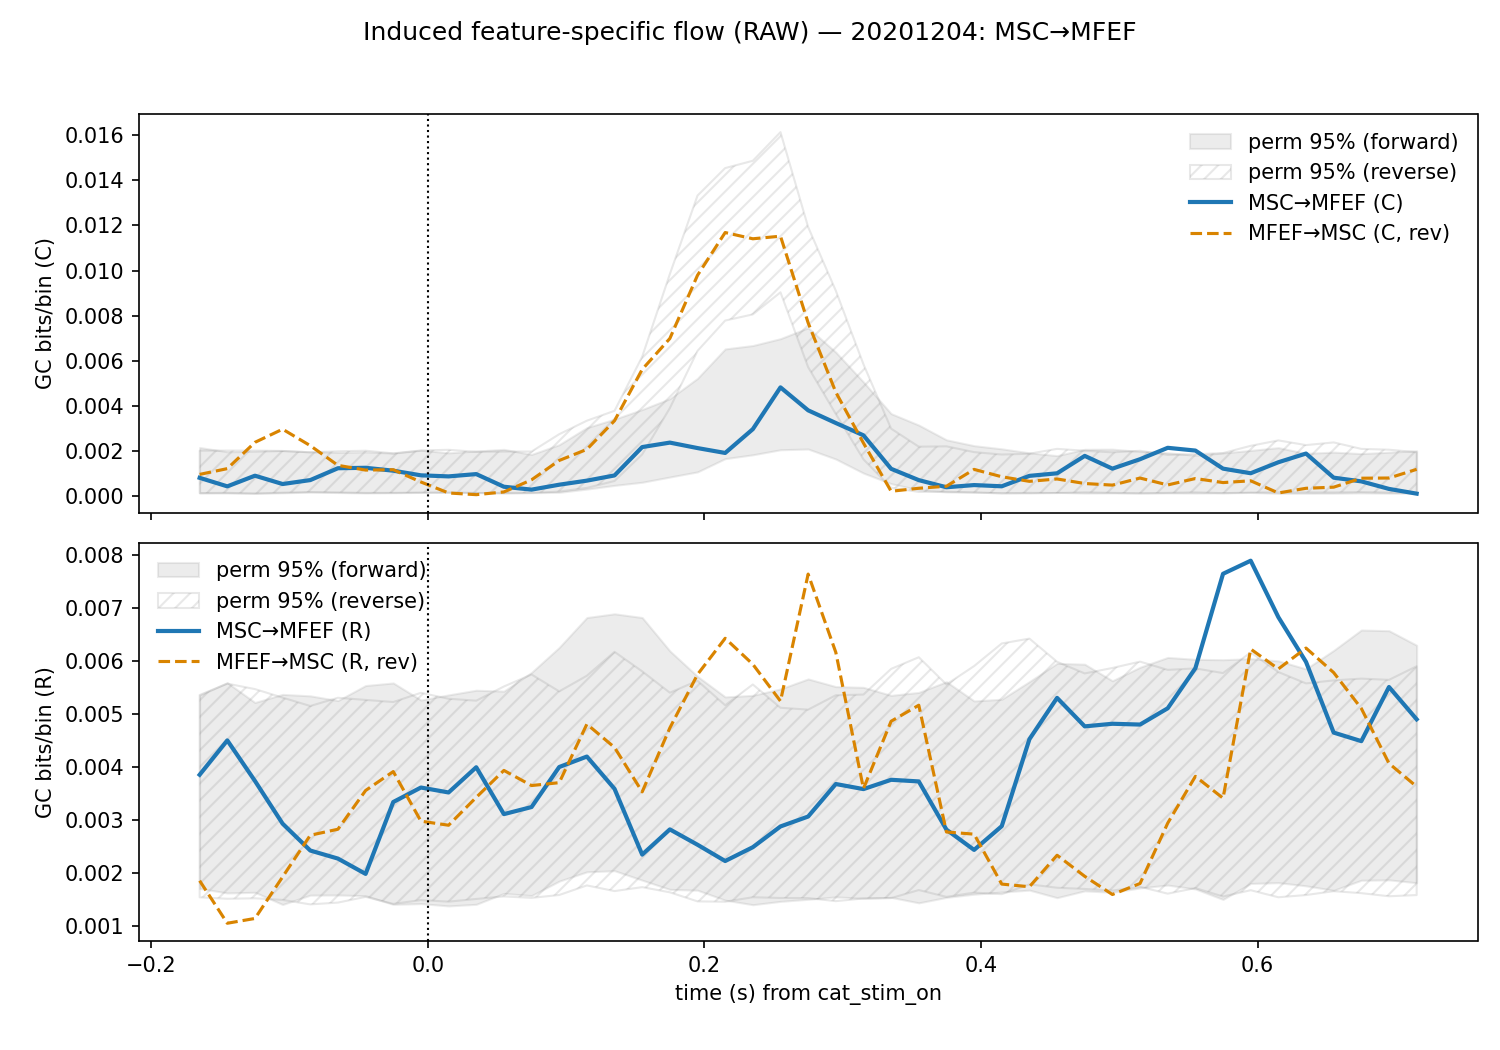 Induced feature-specific flow (RAW) — 20201204: MSC→MFEF
GC bits/bin (C)
0.016
0.014
0.012
0.010
0.008
0.006
0.004
0.002
0.000
perm 95% (forward)
perm 95% (reverse)
MSC→MFEF (C)
MFEF→MSC (C, rev)
GC bits/bin (R)
0.008
0.007
0.006
0.005
0.004
0.003
0.002
0.001
perm 95% (forward)
perm 95% (reverse)
MSC→MFEF (R)
MFEF→MSC (R, rev)
−0.2 0.0 0.2 0.4 0.6
time (s) from cat_stim_on